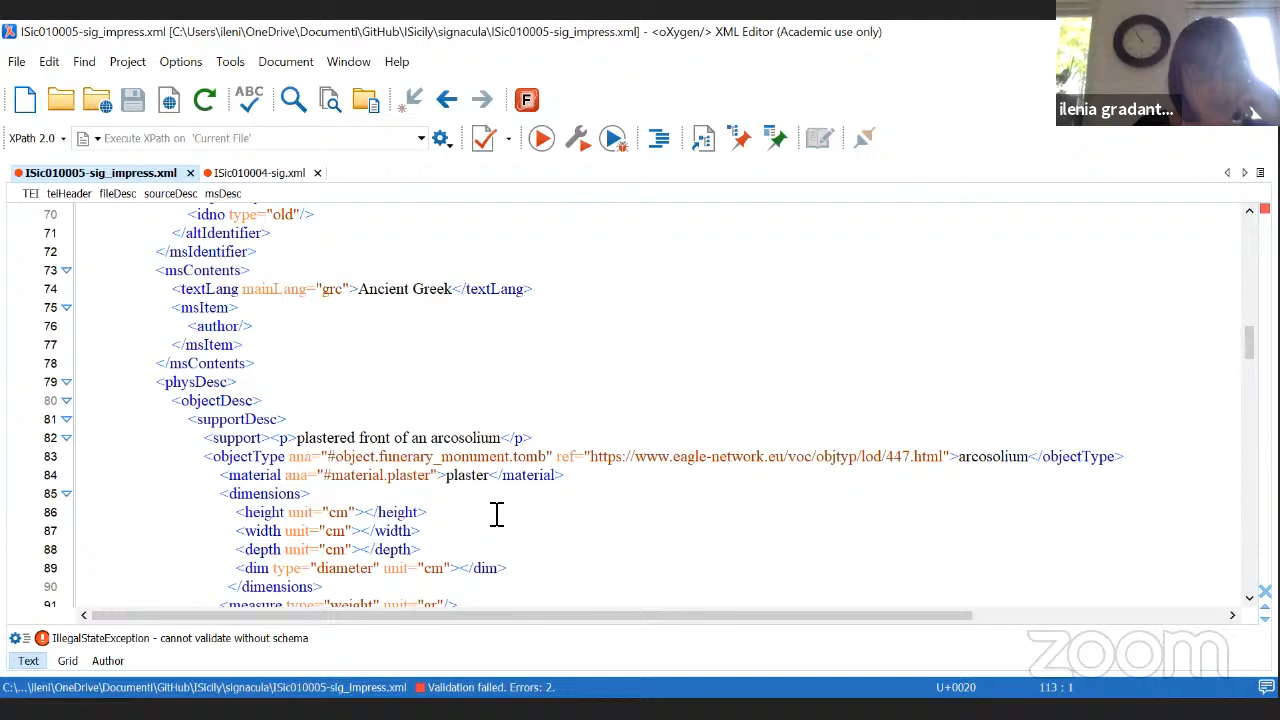 ISic010005-sig_impress.xml [C:\Users\ileni\OneDrive\Documenti\GitHub\ISicily\signacula\ISic010005-sig_impress.xml] - <oXygen/> XML Editor (Academic use only)
File Edit Find Project Options Tools Document Window Help
ilenia gradant...
ABC
F
XPath 2.0 Execute XPath on 'Current File'
ISic010005-sig_impress.xml ISic010004-sig.xml
TEI teiHeader fileDesc sourceDesc msDesc
70 <idno type="old"/>
71 </altIdentifier>
72 </msIdentifier>
73 <msContents>
74 <textLang mainLang="grc">Ancient Greek</textLang>
75 <msItem>
76 <author/>
77 </msItem>
78 </msContents>
79 <physDesc>
80 <objectDesc>
81 <supportDesc>
82 <support><p>plastered front of an arcosolium</p>
83 <objectType ana="#object.funerary_monument.tomb" ref="https://www.eagle-network.eu/voc/objtyp/lod/447.html">arcosolium</objectType>
84 <material ana="#material.plaster">plaster</material>
85 <dimensions>
86 <height unit="cm"></height>
87 <width unit="cm"></width>
88 <depth unit="cm"></depth>
89 <dim type="diameter" unit="cm"></dim>
90 </dimensions>
91 <measure type="weight" unit="gr"/>
IllegalStateException - cannot validate without schema
zoom
Text Grid Author
C:\...\ileni\OneDrive\Documenti\GitHub\ISicily\signacula\ISic010005-sig_impress.xml Validation failed. Errors: 2. U+0020 113 : 1